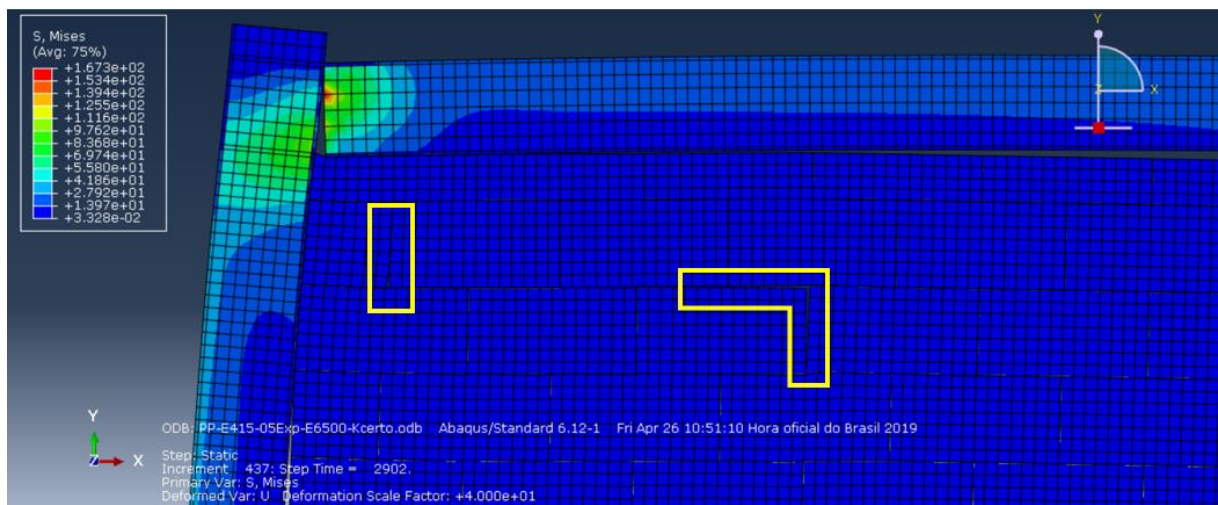 S, Mises
(Avg: 75%)
+1.673e+02
+1.534e+02
+1.394e+02
+1.255e+02
+1.116e+02
+9.762e+01
+8.368e+01
+6.974e+01
+5.580e+01
+4.186e+01
+2.792e+01
+1.397e+01
+3.328e-02
Y
Z X
Y
Z X
ODB: PP-E415-05Exp-E6500-Kcerto.odb Abaqus/Standard 6.12-1 Fri Apr 26 10:51:10 Hora oficial do Brasil 2019
Step: Static
Increment 437: Step Time = 2902.
Primary Var: S, Mises
Deformed Var: U Deformation Scale Factor: +4.000e+01